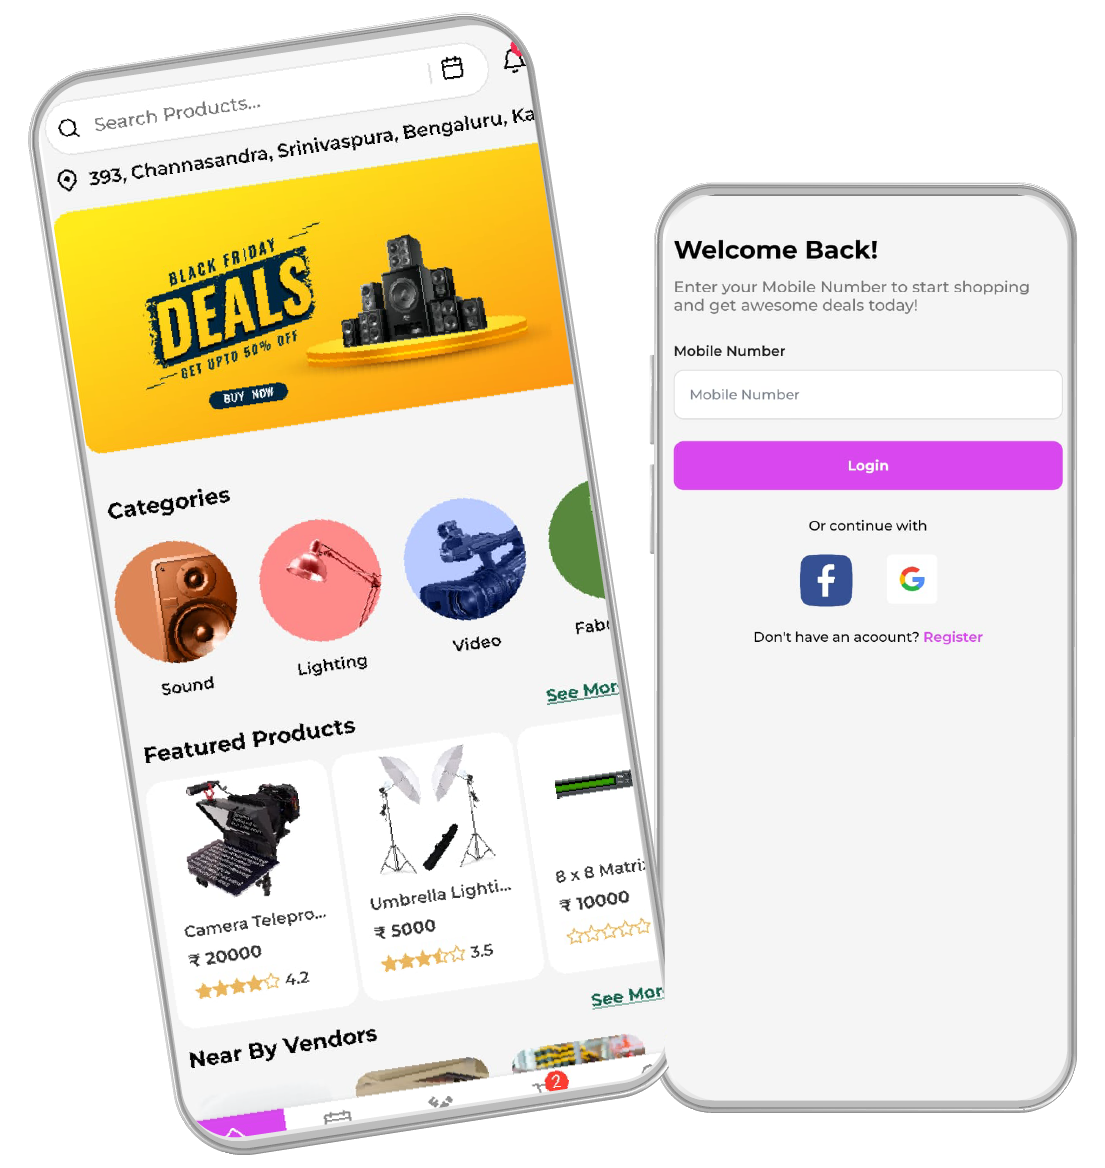 Search Products...
393, Channasandra, Srinivaspura, Bengaluru, Ka
BLACK FRIDAY
DEALS
GET UPTO 50% OFF
BUY NOW
Categories
Sound
Lighting
Video
Fabr
See Mor
Featured Products
Camera Telepro...
₹ 20000
4.2
Umbrella Lighti...
₹ 5000
3.5
8 x 8 Matrix
₹ 10000
See Mor
Near By Vendors
2
Welcome Back!
Enter your Mobile Number to start shopping
and get awesome deals today!
Mobile Number
Mobile Number
Login
Or continue with
f
G
Don't have an acoount? Register